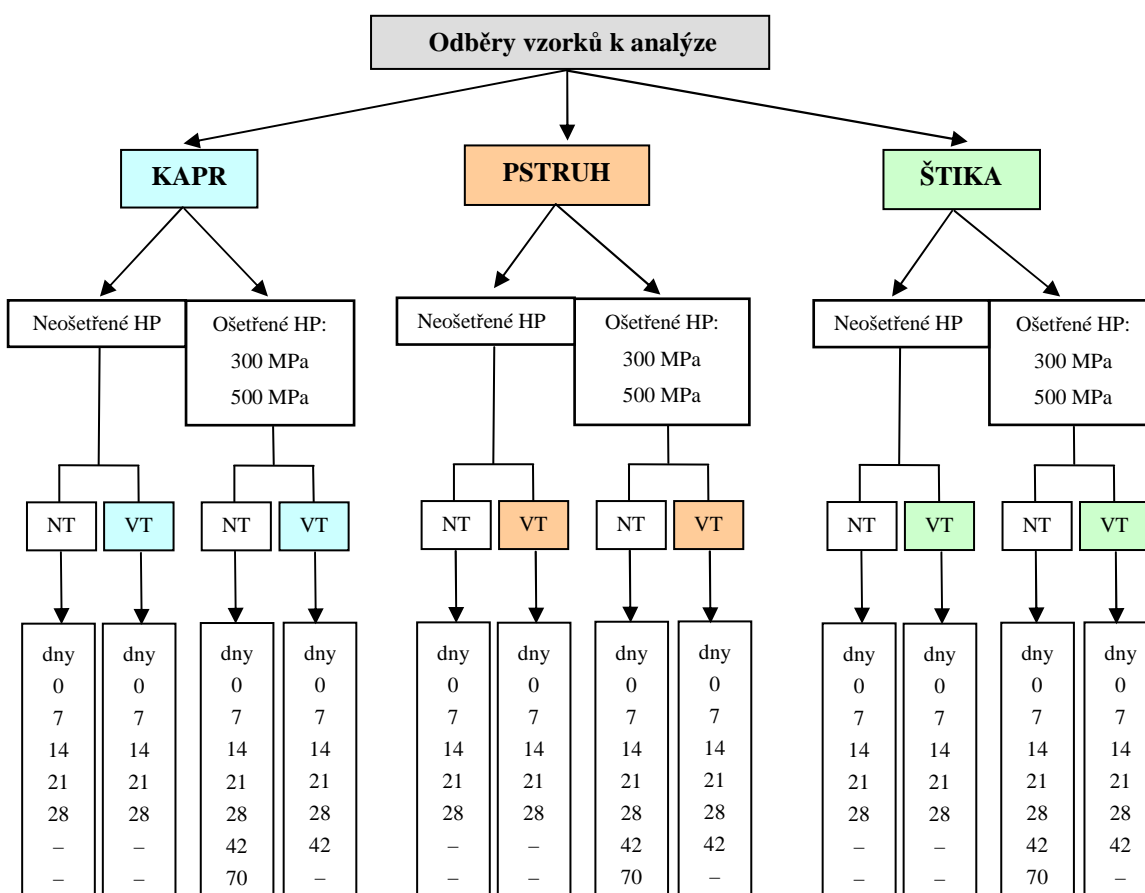 Odběry vzorků k analýze
KAPR
PSTRUH
ŠTIKA
Neošetřené HP
Ošetřené HP:
300 MPa
500 MPa
Neošetřené HP
Ošetřené HP:
300 MPa
500 MPa
Neošetřené HP
Ošetřené HP:
300 MPa
500 MPa
NT VT NT VT NT VT NT VT NT VT NT VT
dny dny dny dny dny dny dny dny dny dny dny dny
0 0 0 0 0 0 0 0 0 0 0 0
7 7 7 7 7 7 7 7 7 7 7 7
14 14 14 14 14 14 14 14 14 14 14 14
21 21 21 21 21 21 21 21 21 21 21 21
28 28 28 28 28 28 28 28 28 28 28 28
– – 42 42 – – 42 42 – – 42 42
– – 70 – – – 70 – – – 70 –